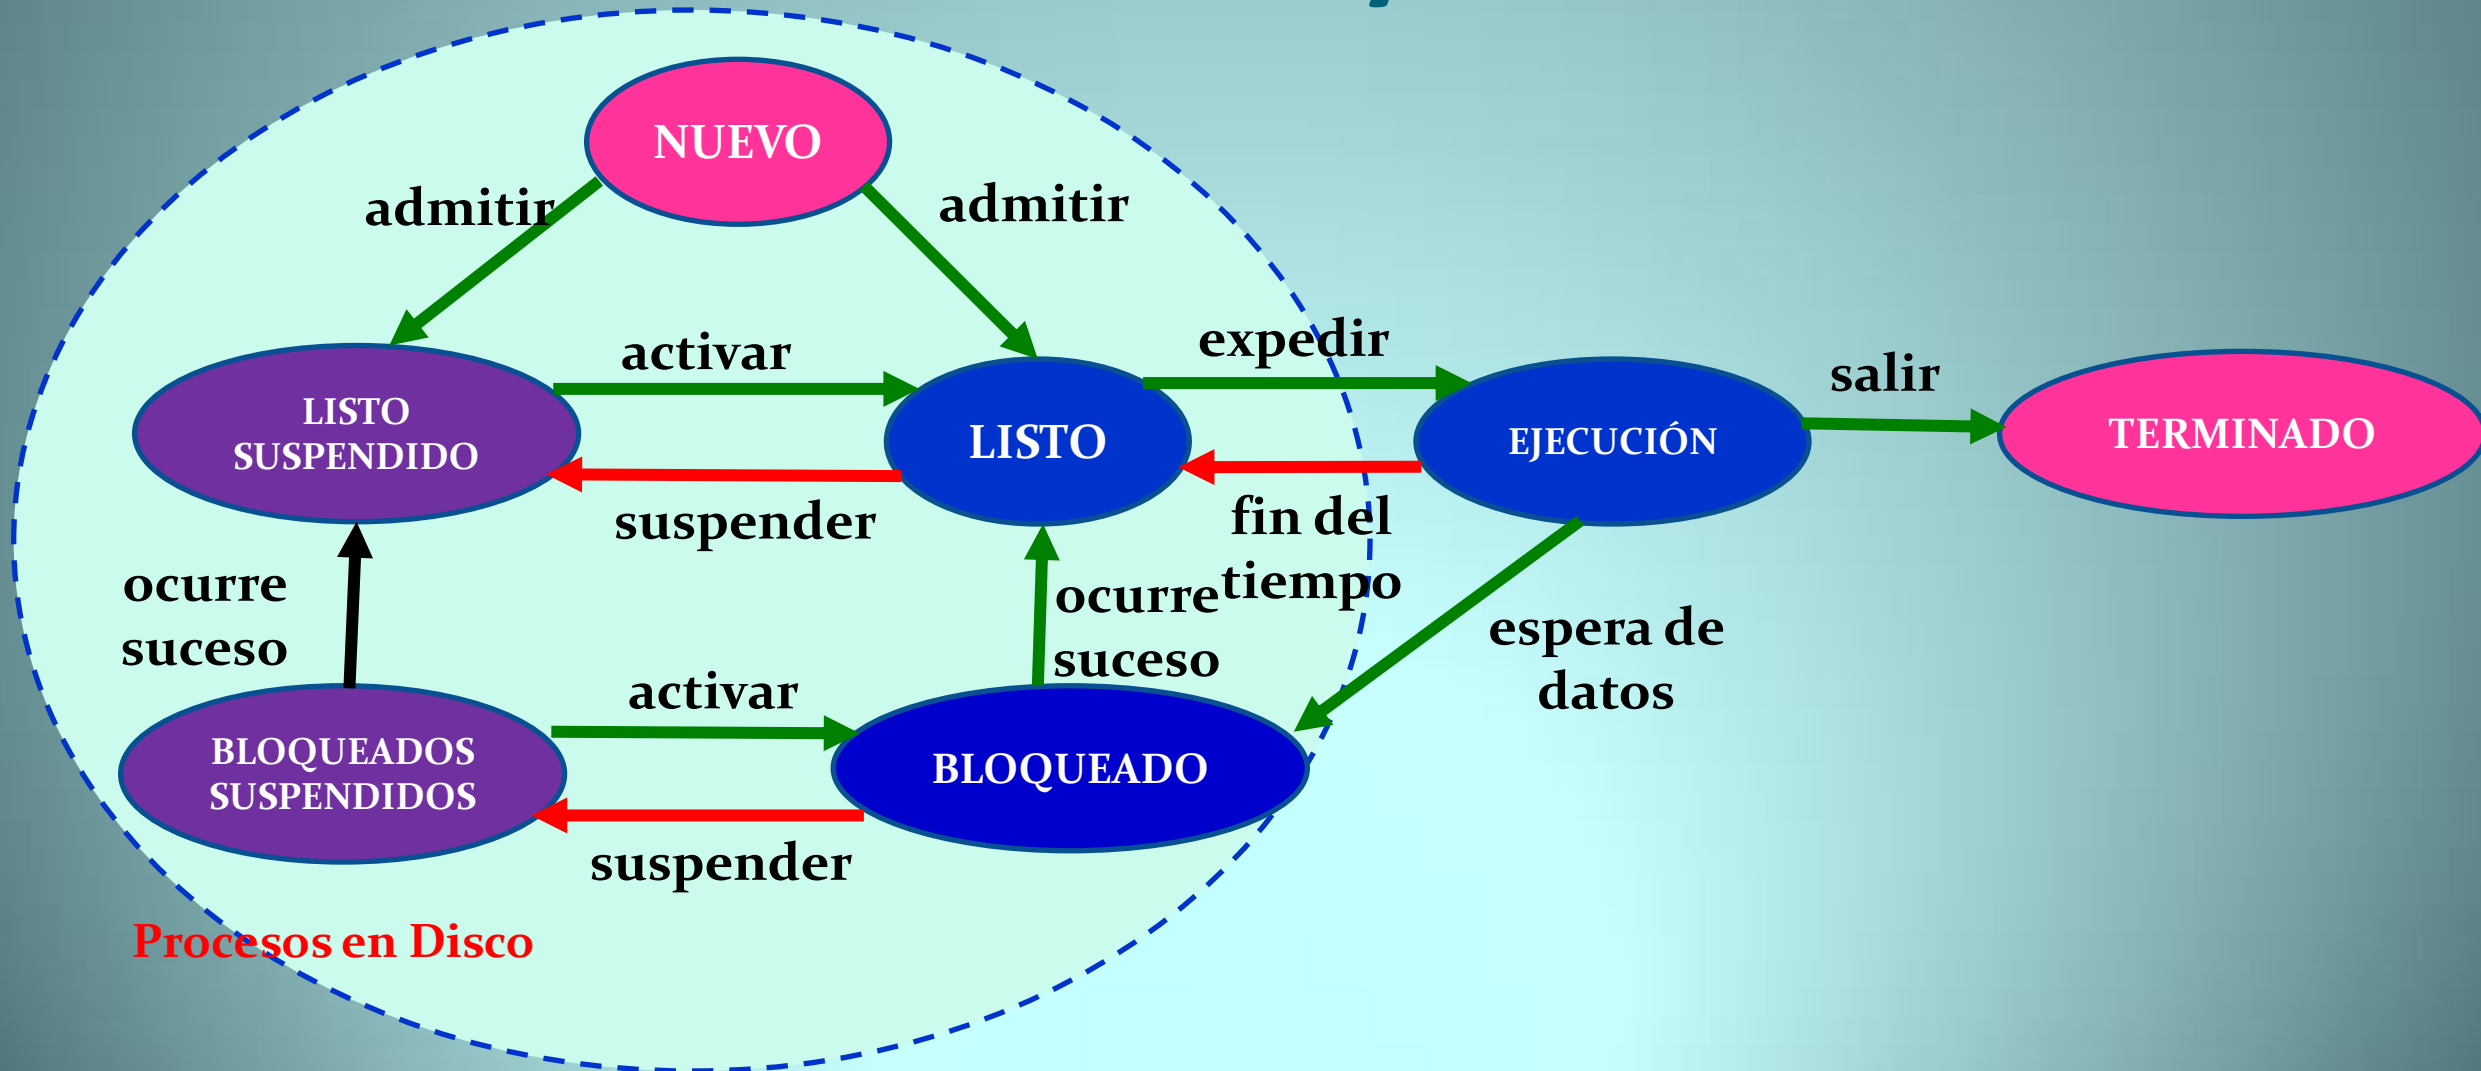 NUEVO
admitir
admitir
activar
expedir
salir
LISTO
SUSPENDIDO
LISTO
EJECUCIÓN
TERMINADO
suspender
fin del
tiempo
ocurre
suceso
ocurre
suceso
espera de
datos
activar
BLOQUEADOS
SUSPENDIDOS
BLOQUEADO
suspender
Procesos en Disco